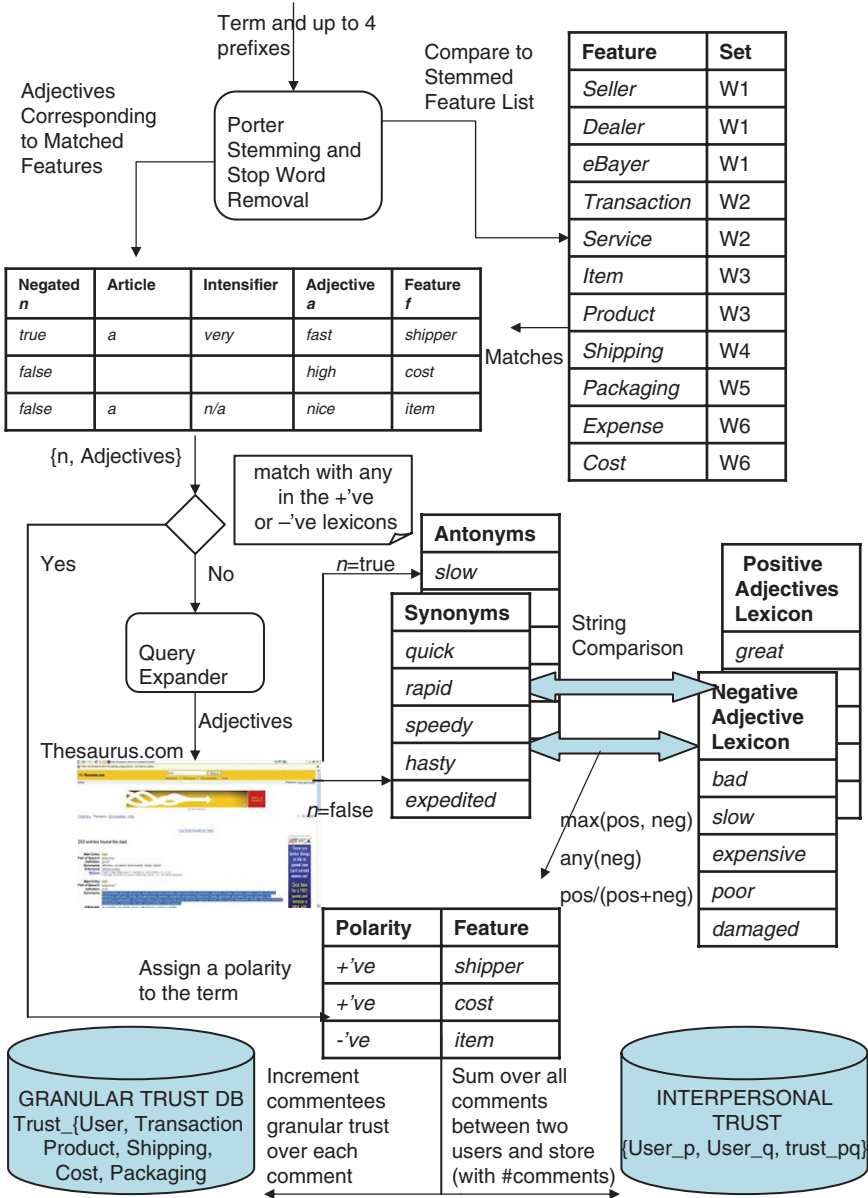 Term and up to 4
prefixes
Compare to
Stemmed
Feature List
Adjectives
Corresponding
to Matched
Features
Porter
Stemming and
Stop Word
Removal
Feature Set
Seller W1
Dealer W1
eBayer W1
Transaction W2
Service W2
Item W3
Product W3
Shipping W4
Packaging W5
Expense W6
Cost W6
Matches
Negated Article Intensifier Adjective Feature
n a f
true a very fast shipper
false high cost
false a n/a nice item
{n, Adjectives}
match with any
in the +’ve
or –’ve lexicons
Yes
No
n=true
Query
Expander
Adjectives
Thesaurus.com
n=false
Antonyms
slow
Synonyms
quick
rapid
speedy
hasty
expedited
String
Comparison
Positive
Adjectives
Lexicon
great
Negative
Adjective
Lexicon
bad
slow
expensive
poor
damaged
max(pos, neg)
any(neg)
pos/(pos+neg)
Assign a polarity
to the term
Polarity Feature
+’ve shipper
+’ve cost
-’ve item
GRANULAR TRUST DB
Trust_{User, Transaction
Product, Shipping,
Cost, Packaging
Increment
commentees
granular trust
over each
comment
Sum over all
comments
between two
users and store
(with #comments)
INTERPERSONAL
TRUST
{User_p, User_q, trust_pq}